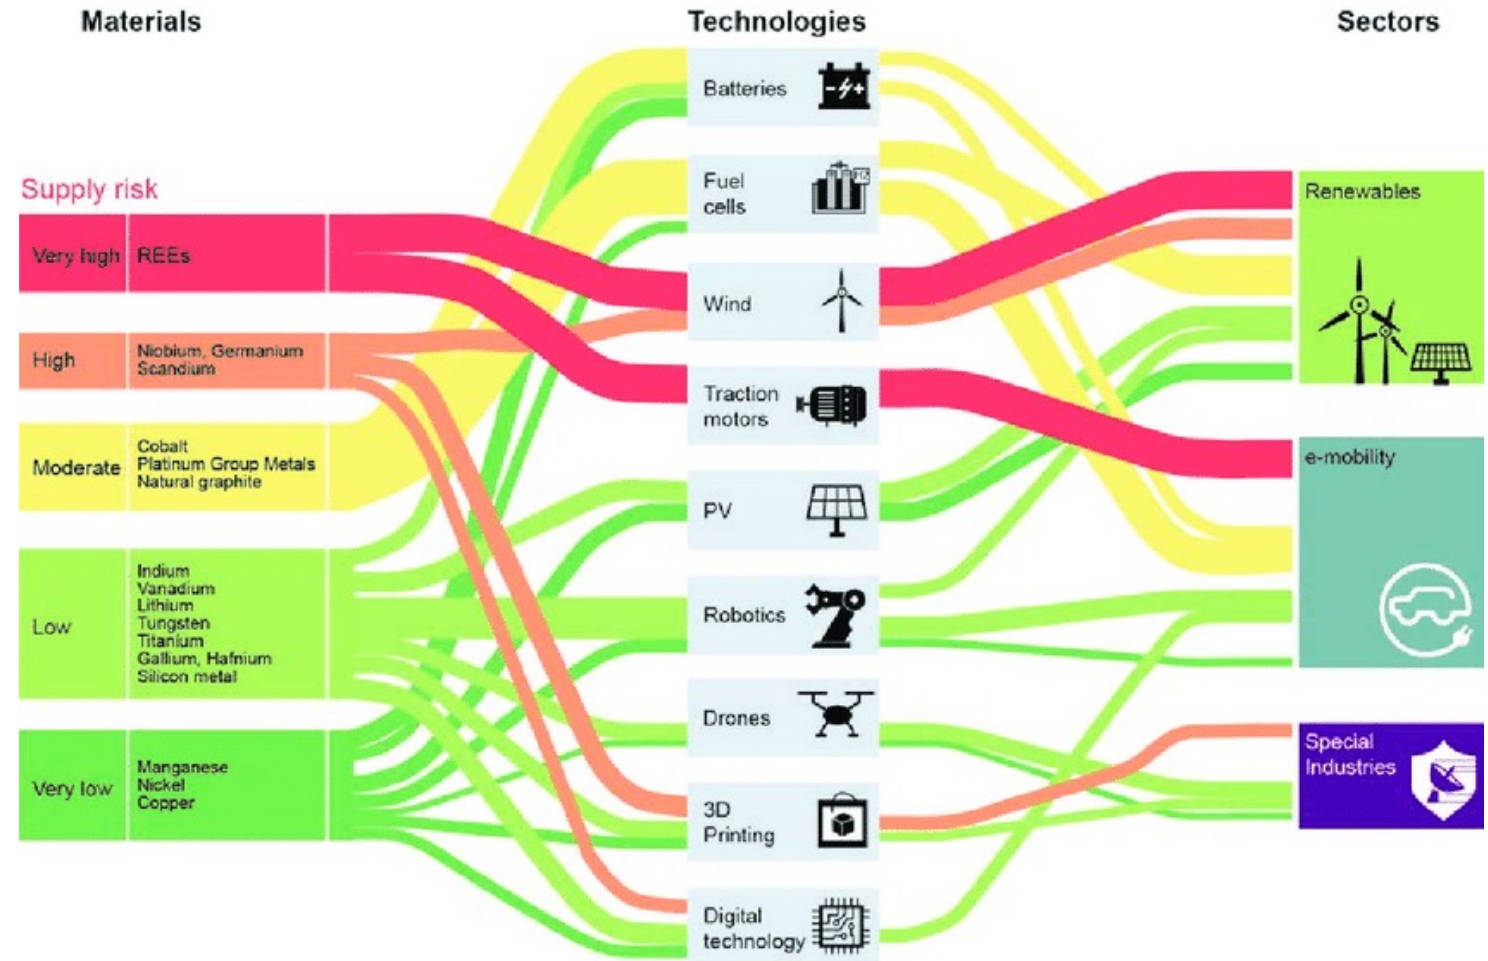 Materials
Technologies
Sectors
Supply risk
Very high
REEs
High
Niobium, Germanium
Scandium
Moderate
Cobalt
Platinum Group Metals
Natural graphite
Low
Indium
Vanadium
Lithium
Tungsten
Titanium
Gallium, Hafnium
Silicon metal
Very low
Manganese
Nickel
Copper
Batteries
Fuel
cells
H2
Wind
Traction
motors
PV
Robotics
Drones
3D
Printing
Digital
technology
Renewables
e-mobility
Special
Industries